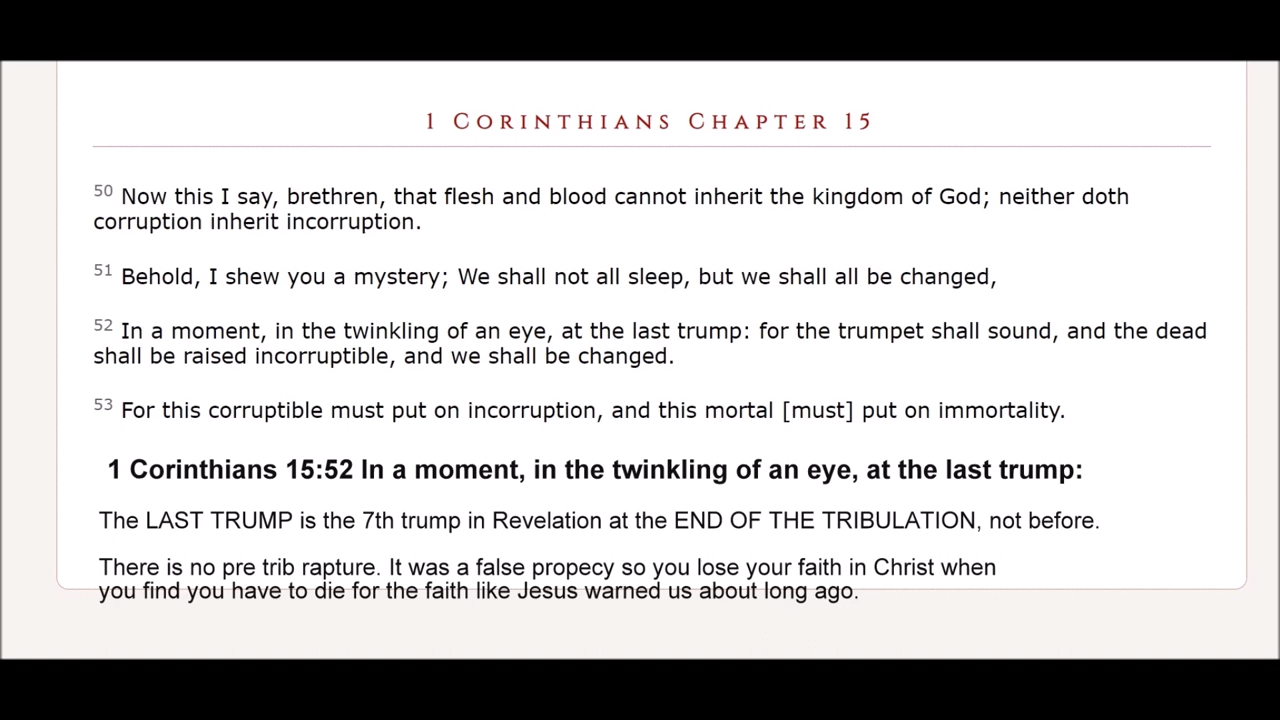 1 Corinthians Chapter 15
50 Now this I say, brethren, that flesh and blood cannot inherit the kingdom of God; neither doth
corruption inherit incorruption.
51 Behold, I shew you a mystery; We shall not all sleep, but we shall all be changed,
52 In a moment, in the twinkling of an eye, at the last trump: for the trumpet shall sound, and the dead
shall be raised incorruptible, and we shall be changed.
53 For this corruptible must put on incorruption, and this mortal [must] put on immortality.
1 Corinthians 15:52 In a moment, in the twinkling of an eye, at the last trump:
The LAST TRUMP is the 7th trump in Revelation at the END OF THE TRIBULATION, not before.
There is no pre trib rapture. It was a false propecy so you lose your faith in Christ when
you find you have to die for the faith like Jesus warned us about long ago.